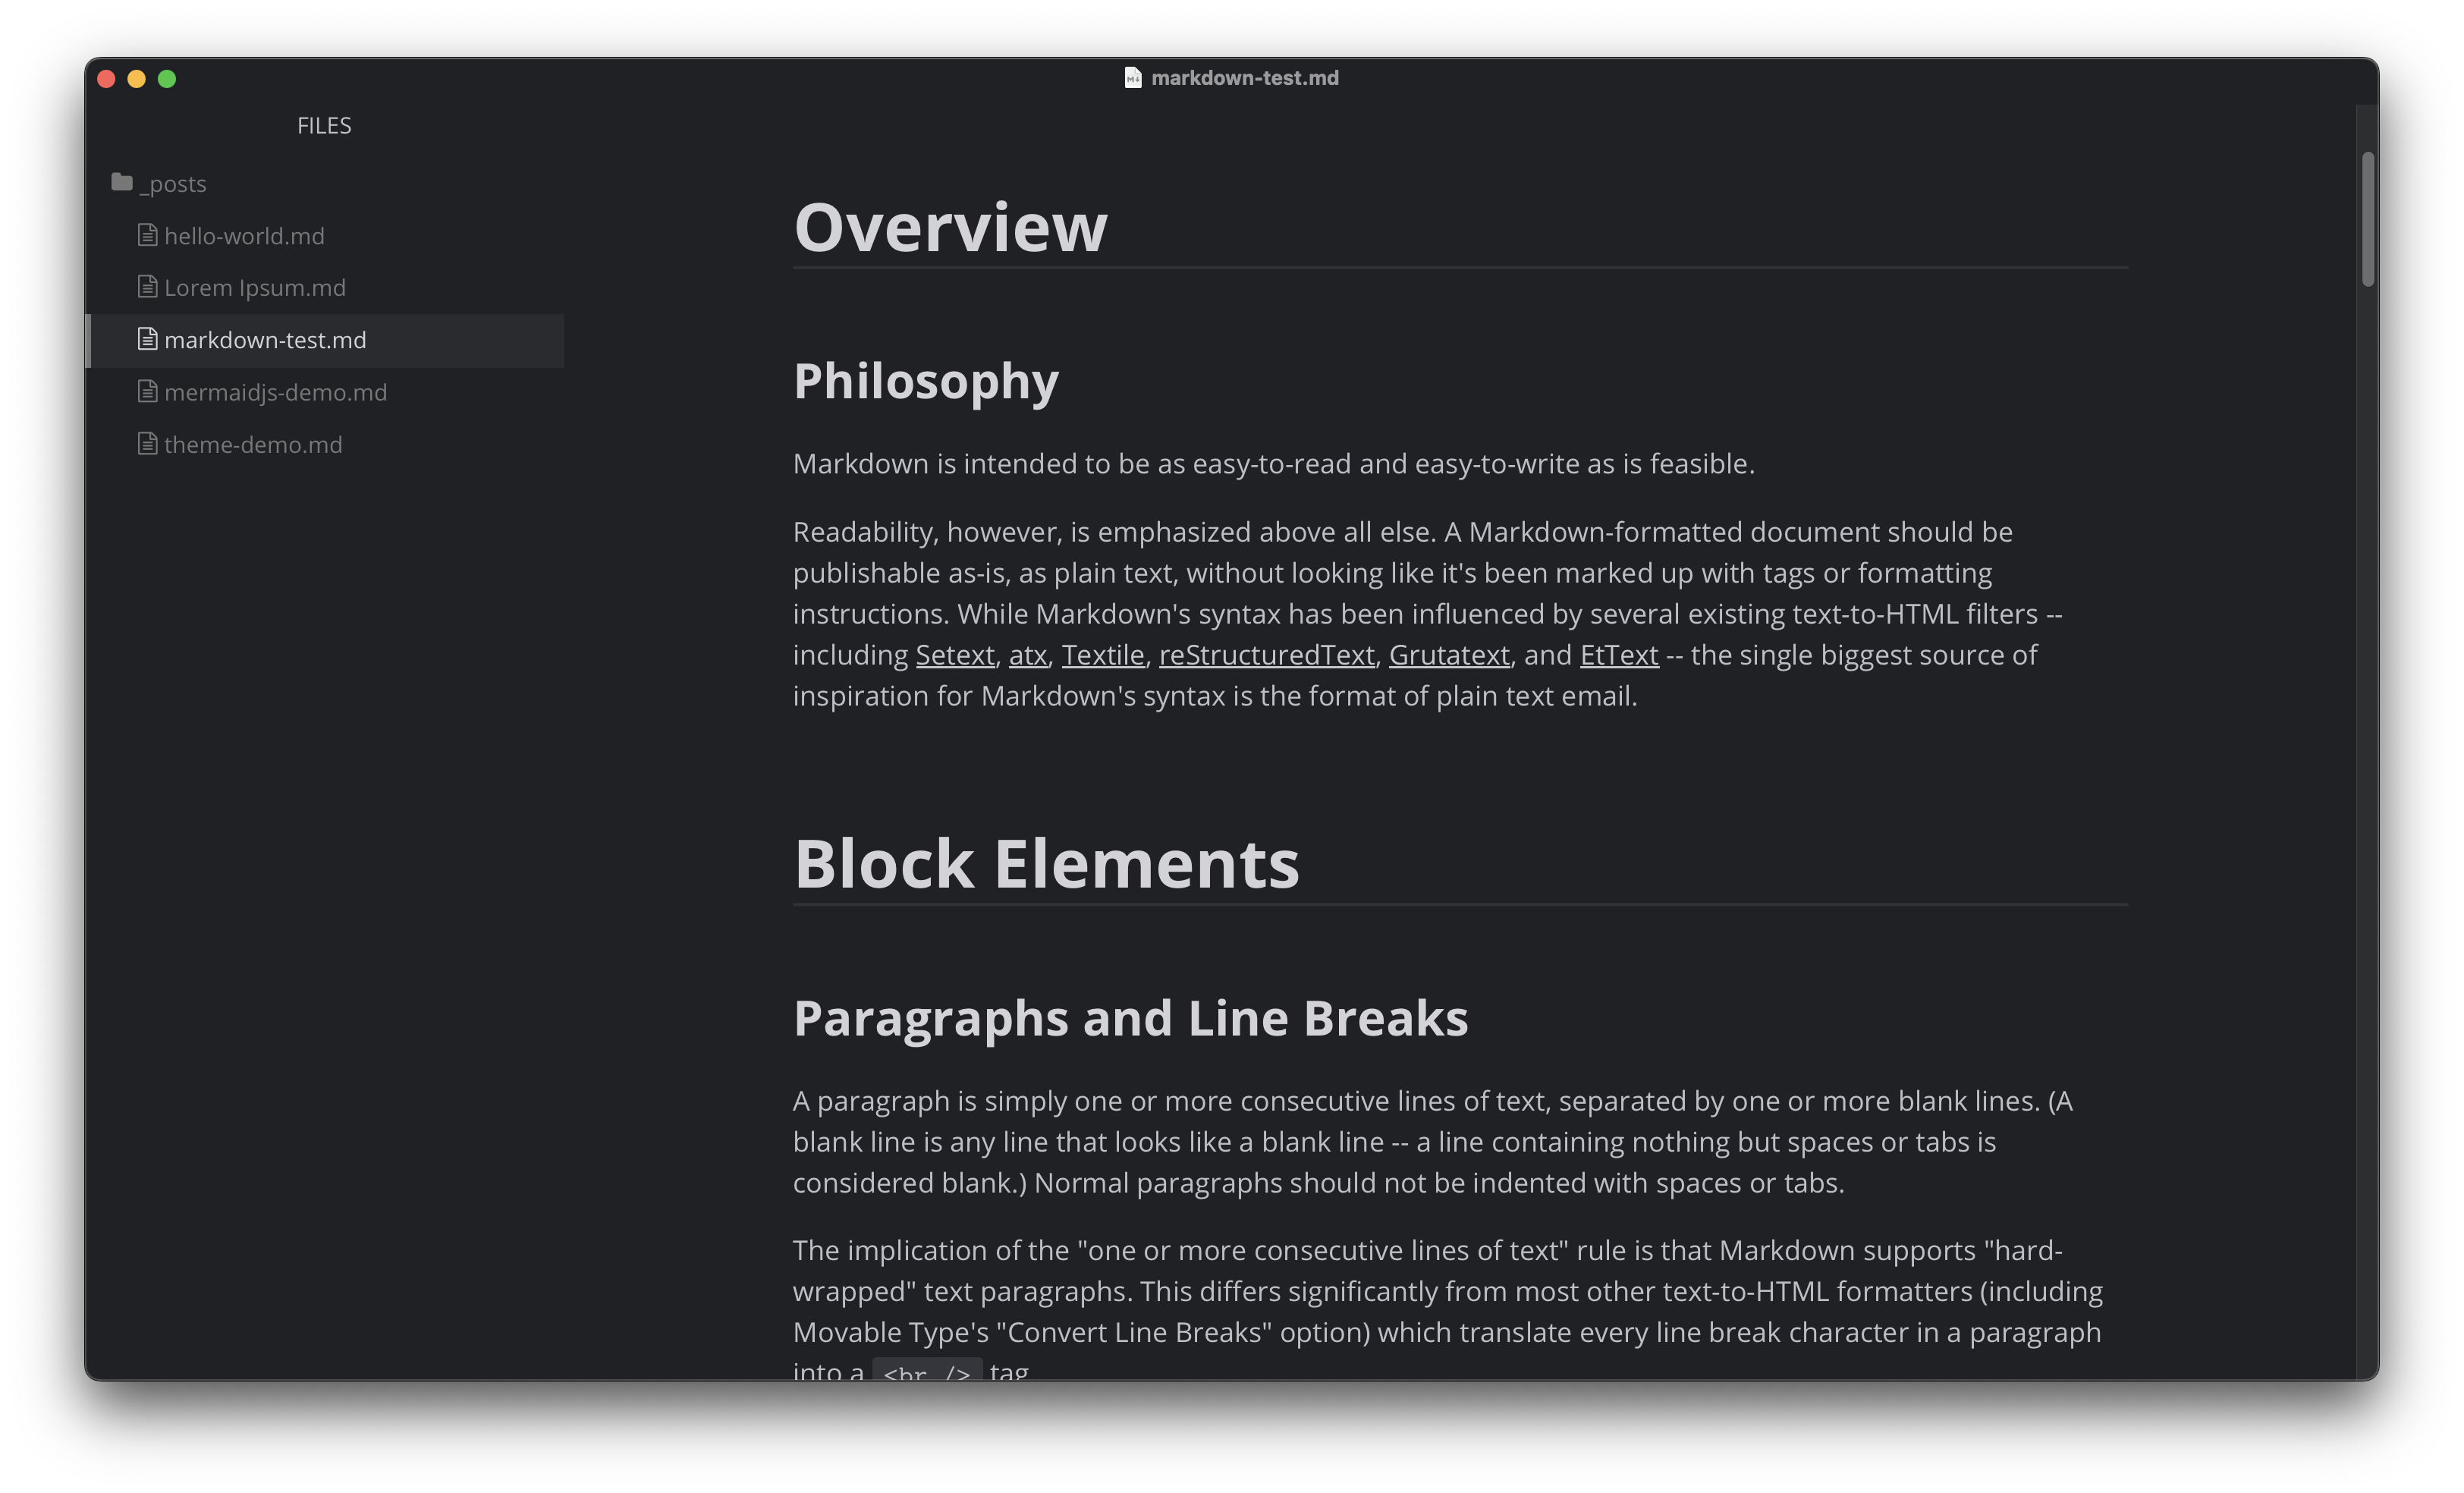 markdown-test.md
FILES
_posts
hello-world.md
Lorem Ipsum.md
markdown-test.md
mermaidjs-demo.md
theme-demo.md
Overview
Philosophy
Markdown is intended to be as easy-to-read and easy-to-write as is feasible.
Readability, however, is emphasized above all else. A Markdown-formatted document should be
publishable as-is, as plain text, without looking like it's been marked up with tags or formatting
instructions. While Markdown's syntax has been influenced by several existing text-to-HTML filters --
including Setext, atx, Textile, reStructuredText, Grutatext, and EtText -- the single biggest source of
inspiration for Markdown's syntax is the format of plain text email.
Block Elements
Paragraphs and Line Breaks
A paragraph is simply one or more consecutive lines of text, separated by one or more blank lines. (A
blank line is any line that looks like a blank line -- a line containing nothing but spaces or tabs is
considered blank.) Normal paragraphs should not be indented with spaces or tabs.
The implication of the "one or more consecutive lines of text" rule is that Markdown supports "hard-
wrapped" text paragraphs. This differs significantly from most other text-to-HTML formatters (including
Movable Type's "Convert Line Breaks" option) which translate every line break character in a paragraph
into a <br /> tag